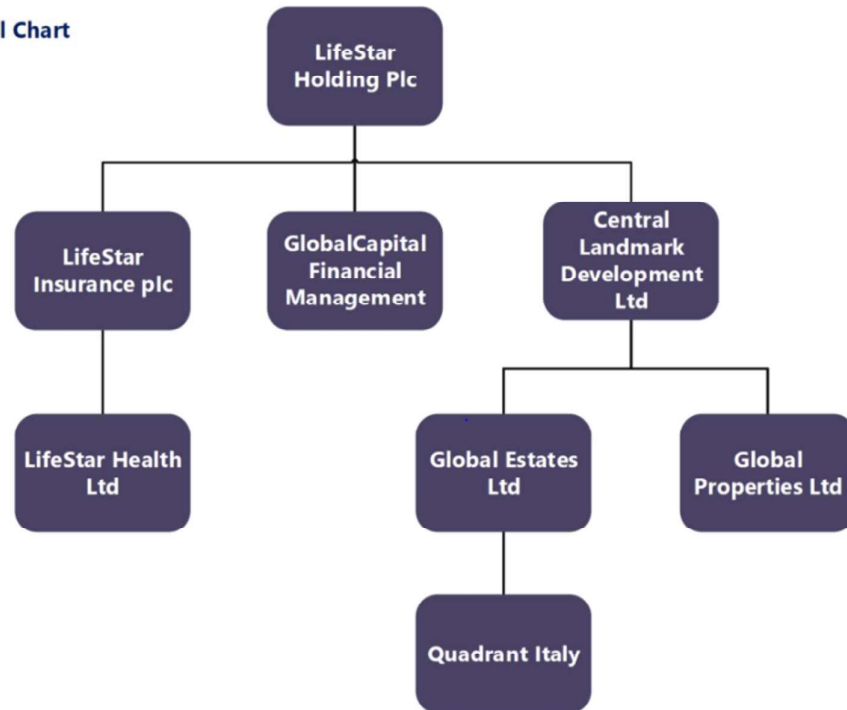 l Chart
LifeStar
Holding Plc
LifeStar
Insurance plc
GlobalCapital
Financial
Management
Central
Landmark
Development
Ltd
LifeStar Health
Ltd
Global Estates
Ltd
Global
Properties Ltd
Quadrant Italy